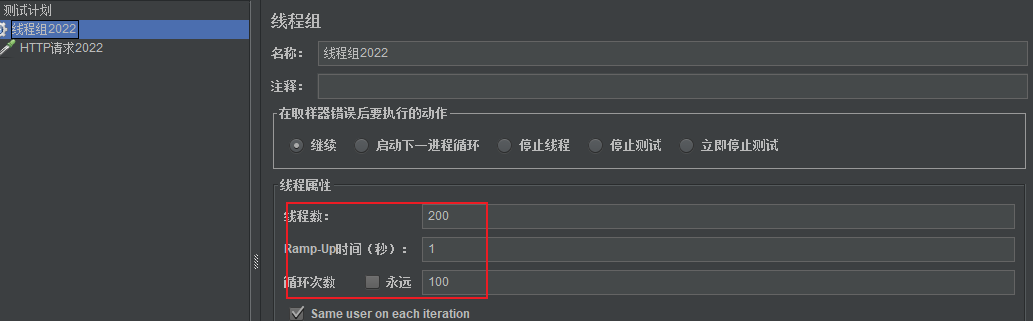 测试计划
线程组2022
HTTP请求2022
线程组
名称： 线程组2022
注释：
在取样器错误后要执行的动作
继续 启动下一进程循环 停止线程 停止测试 立即停止测试
线程属性
线程数： 200
Ramp-Up时间（秒）： 1
循环次数 永远 100
Same user on each iteration